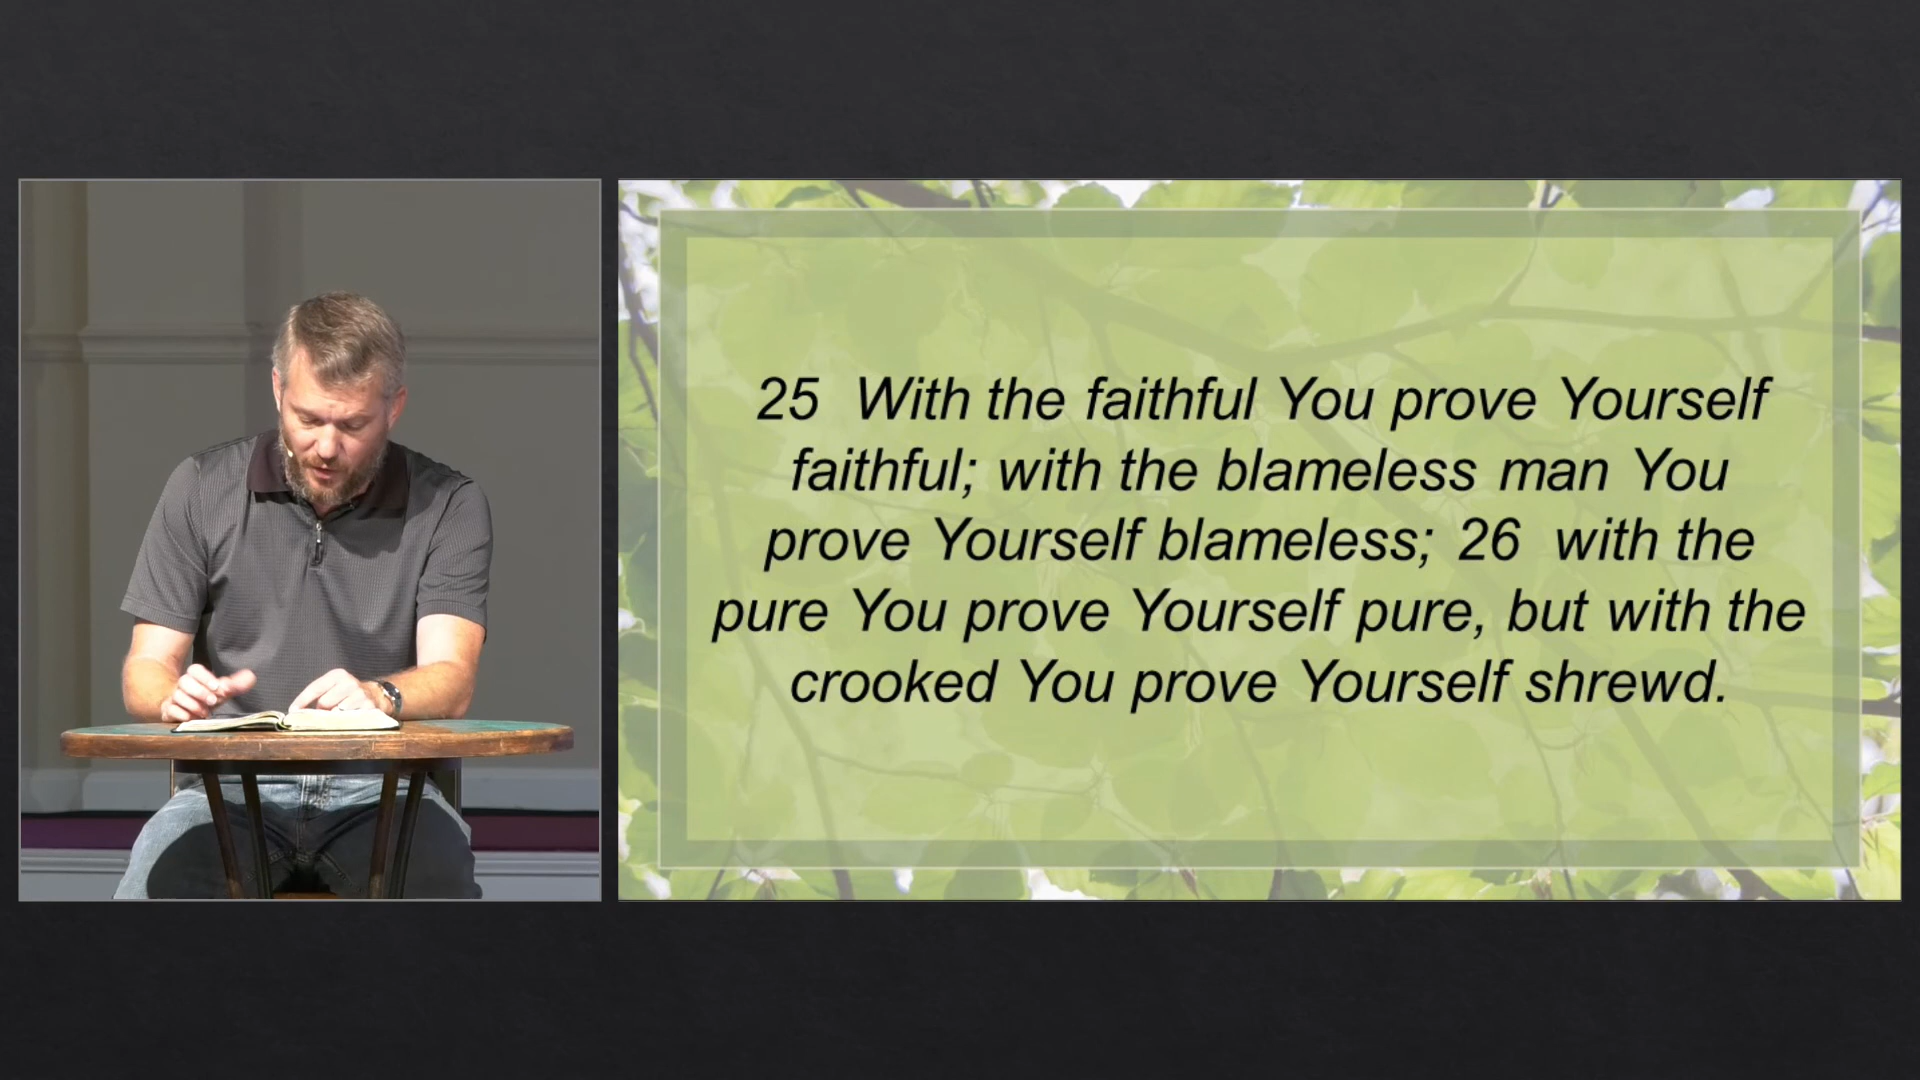 25 With the faithful You prove Yourself
faithful; with the blameless man You
prove Yourself blameless; 26 with the
pure You prove Yourself pure, but with the
crooked You prove Yourself shrewd.